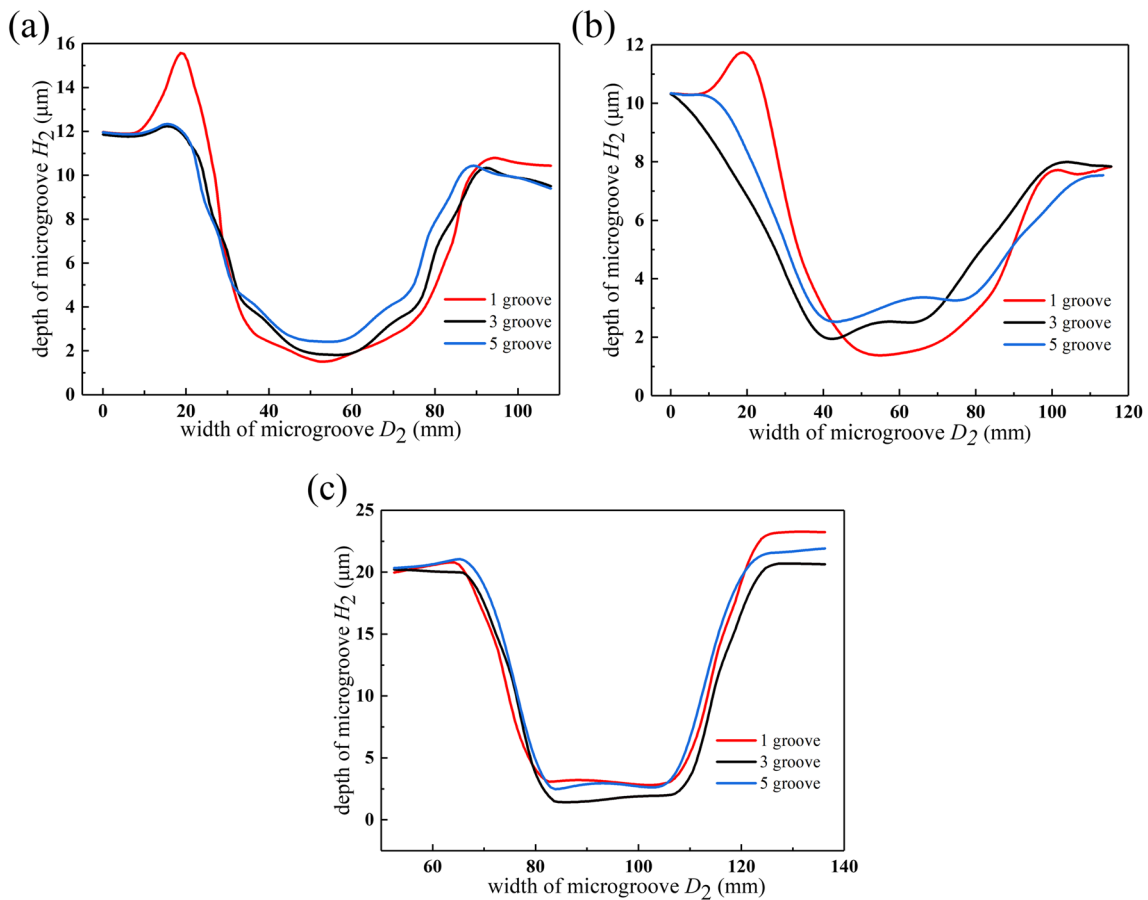 (a)
16
14
12
10
8
6
4
2
0
depth of microgroove H₂ (μm)
1 groove
3 groove
5 groove
0 20 40 60 80 100
width of microgroove D₂ (mm)
(b)
12
10
8
6
4
2
0
depth of microgroove H₂ (μm)
1 groove
3 groove
5 groove
0 20 40 60 80 100 120
width of microgroove D₂ (mm)
(c)
25
20
15
10
5
0
depth of microgroove H₂ (μm)
1 groove
3 groove
5 groove
60 80 100 120 140
width of microgroove D₂ (mm)